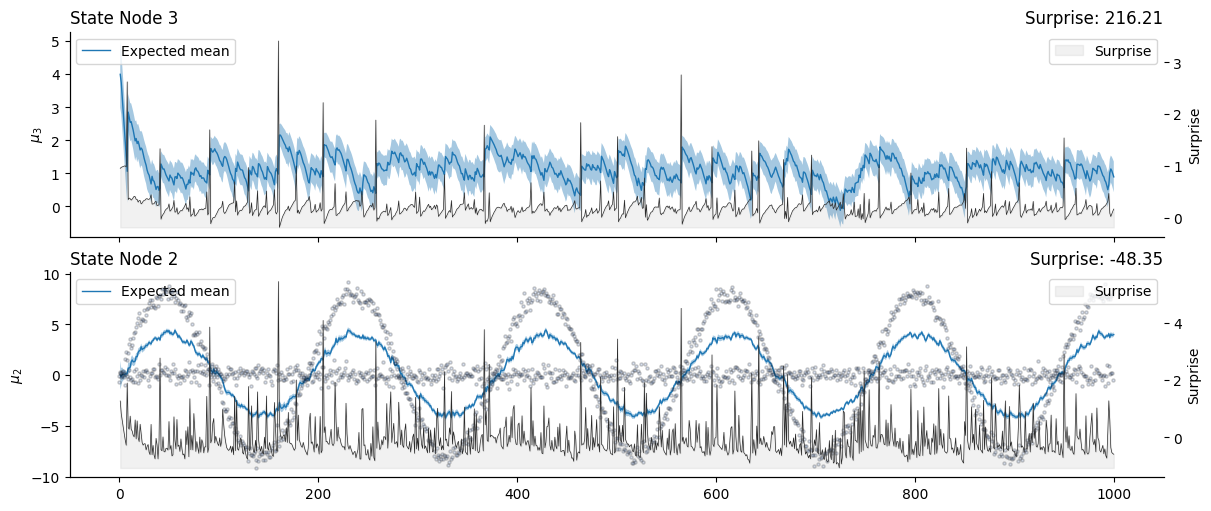 State Node 3
Surprise: 216.21
Expected mean
Surprise
5
4
3
2
1
0
μ3
3
2
1
0
Surprise
State Node 2
Surprise: -48.35
Expected mean
Surprise
10
5
0
−5
−10
μ2
4
2
0
Surprise
0
200
400
600
800
1000